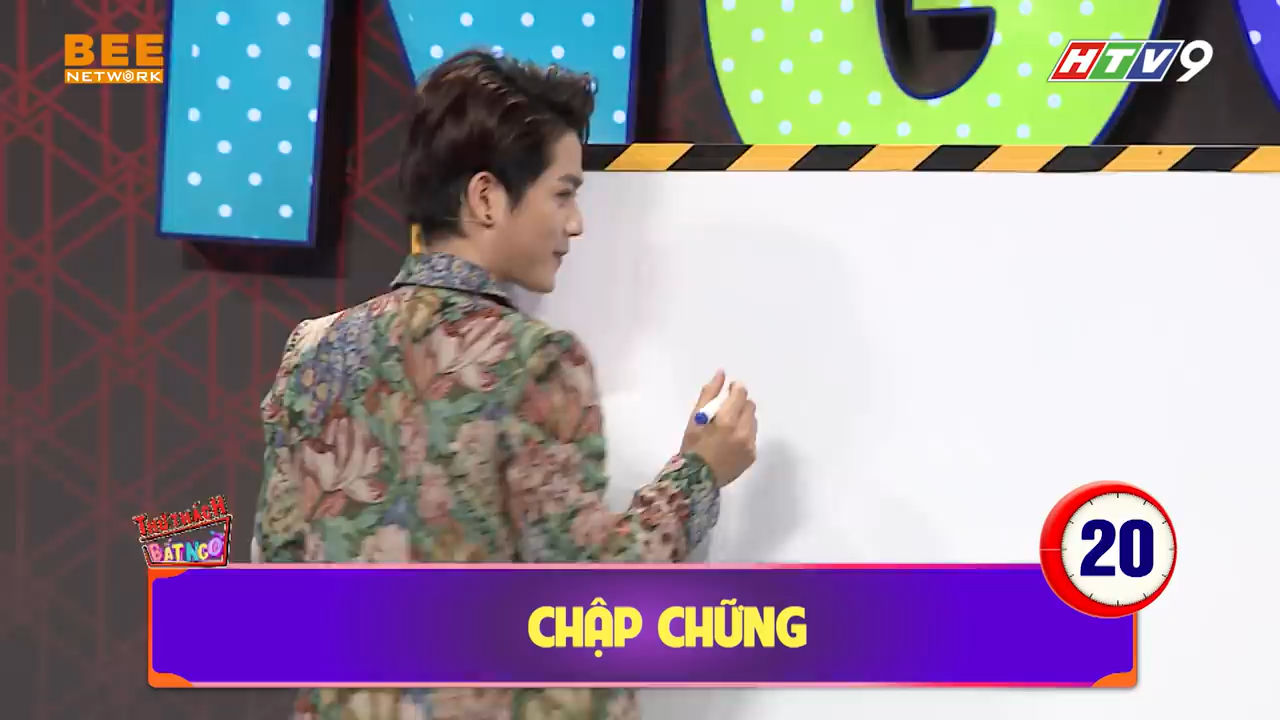 BEE
NETWORK
HTV9
THỬ THÁCH
BẤT NGỜ
20
CHẬP CHỮNG